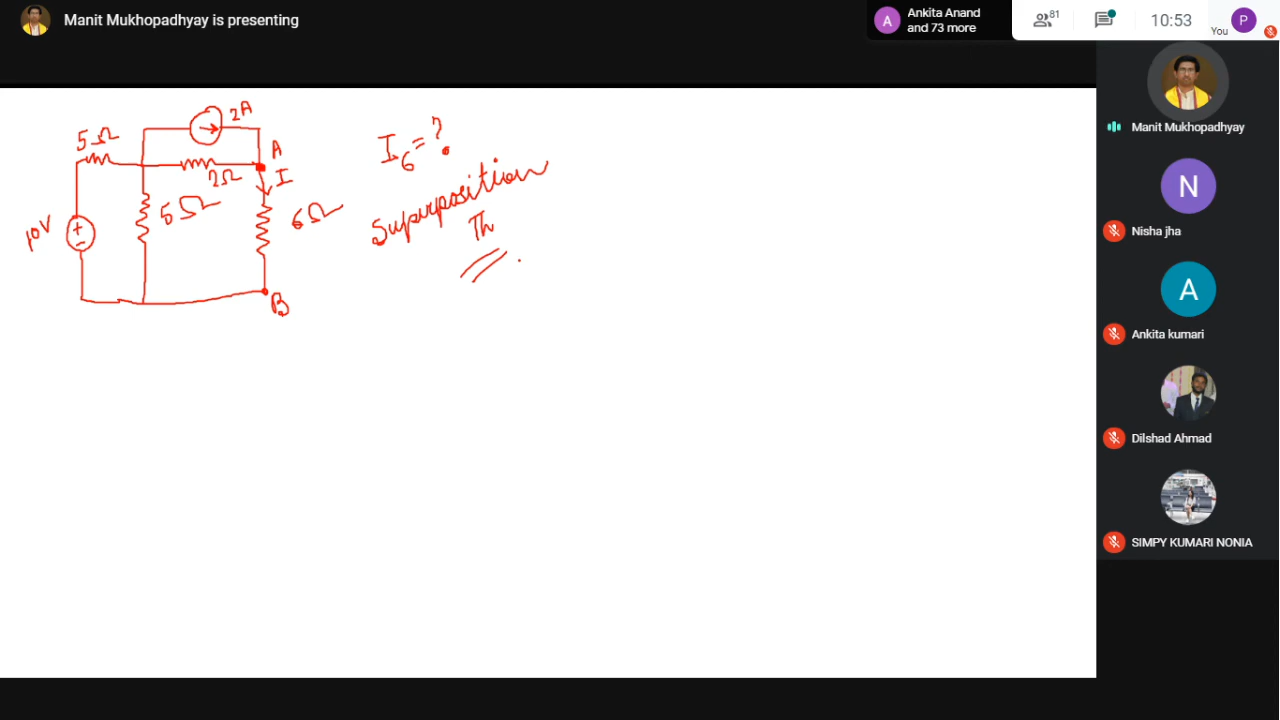 Manit Mukhopadhyay is presenting
Ankita Anand
and 73 more
81
10:53
You
P
A
2A
5Ω
A
2Ω
I
5Ω
6Ω
10V
+
-
B
I6 = ?
Superposition
Th
Manit Mukhopadhyay
N
Nisha jha
A
Ankita kumari
Dilshad Ahmad
SIMPY KUMARI NONIA